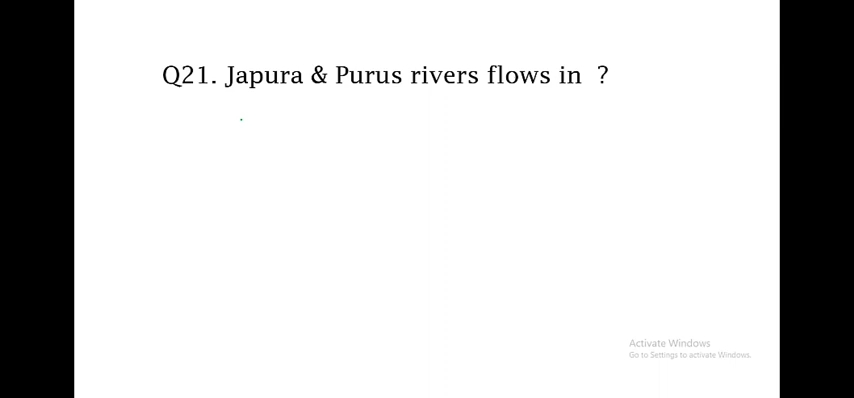 Q21. Japura & Purus rivers flows in ?
Activate Windows
Go to Settings to activate Windows.